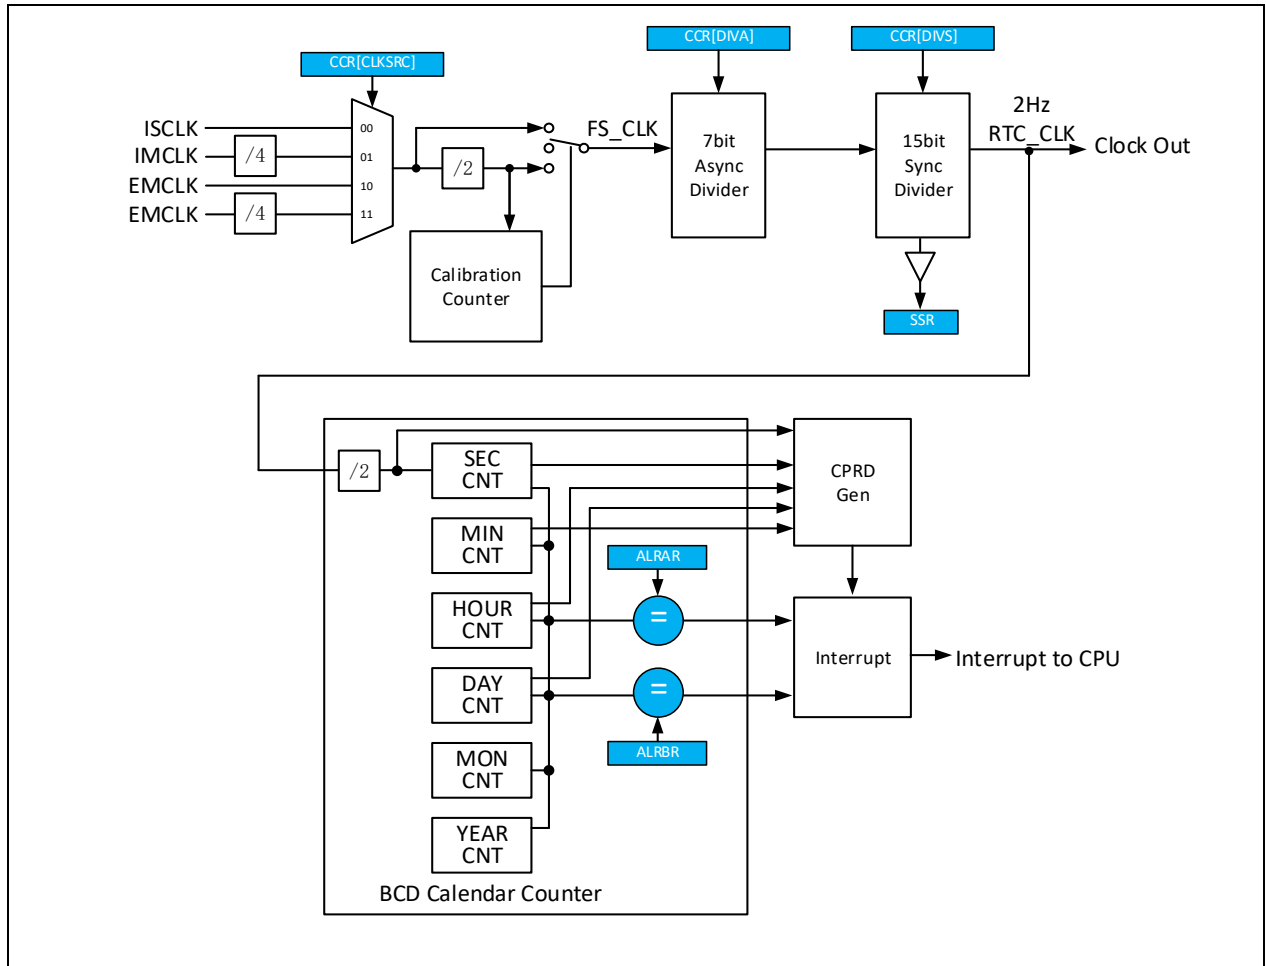 CCR[DIVA]
CCR[DIVS]
CCR[CLKSRC]
2Hz
RTC_CLK
Clock Out
ISCLK
IMCLK
EMCLK
EMCLK
/4
/4
00
01
10
11
/2
FS_CLK
7bit
Async
Divider
15bit
Sync
Divider
Calibration
Counter
SSR
/2
SEC
CNT
MIN
CNT
HOUR
CNT
DAY
CNT
MON
CNT
YEAR
CNT
BCD Calendar Counter
ALRAR
=
=
ALRBR
CPRD
Gen
Interrupt
Interrupt to CPU